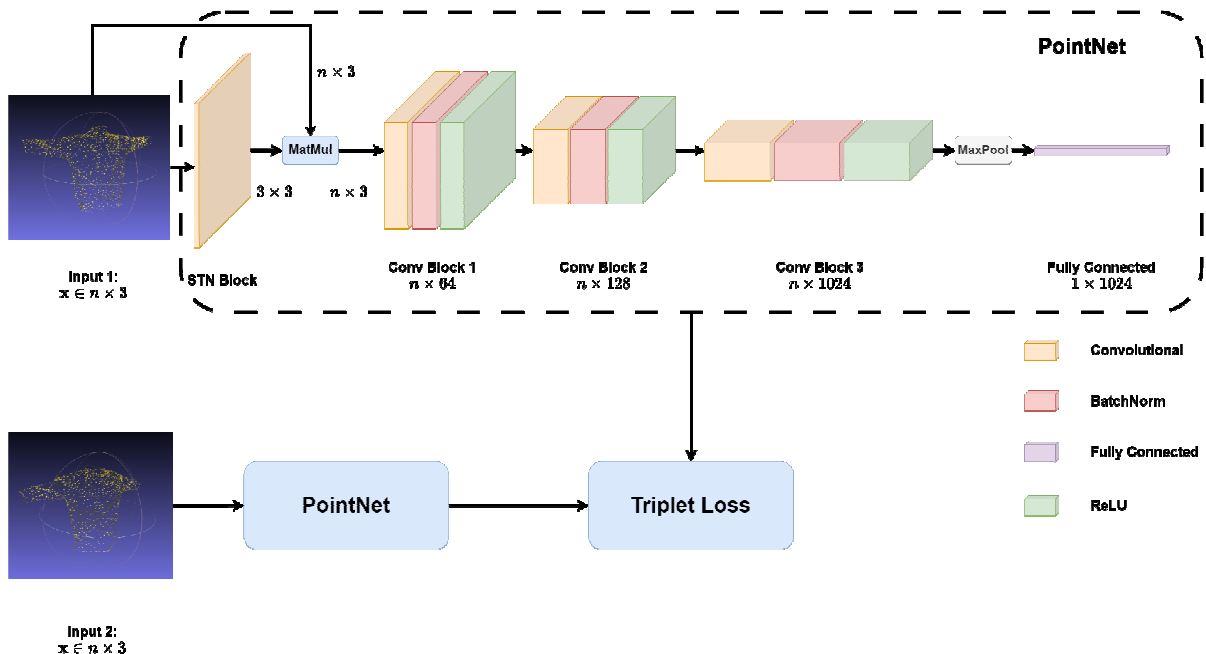 PointNet
n × 3
MatMul
MaxPool
3 × 3
n × 3
Input 1:
x ∈ n × 3
STN Block
Conv Block 1
n × 64
Conv Block 2
n × 128
Conv Block 3
n × 1024
Fully Connected
1 × 1024
Convolutional
BatchNorm
Fully Connected
ReLU
PointNet
Triplet Loss
Input 2:
x ∈ n × 3